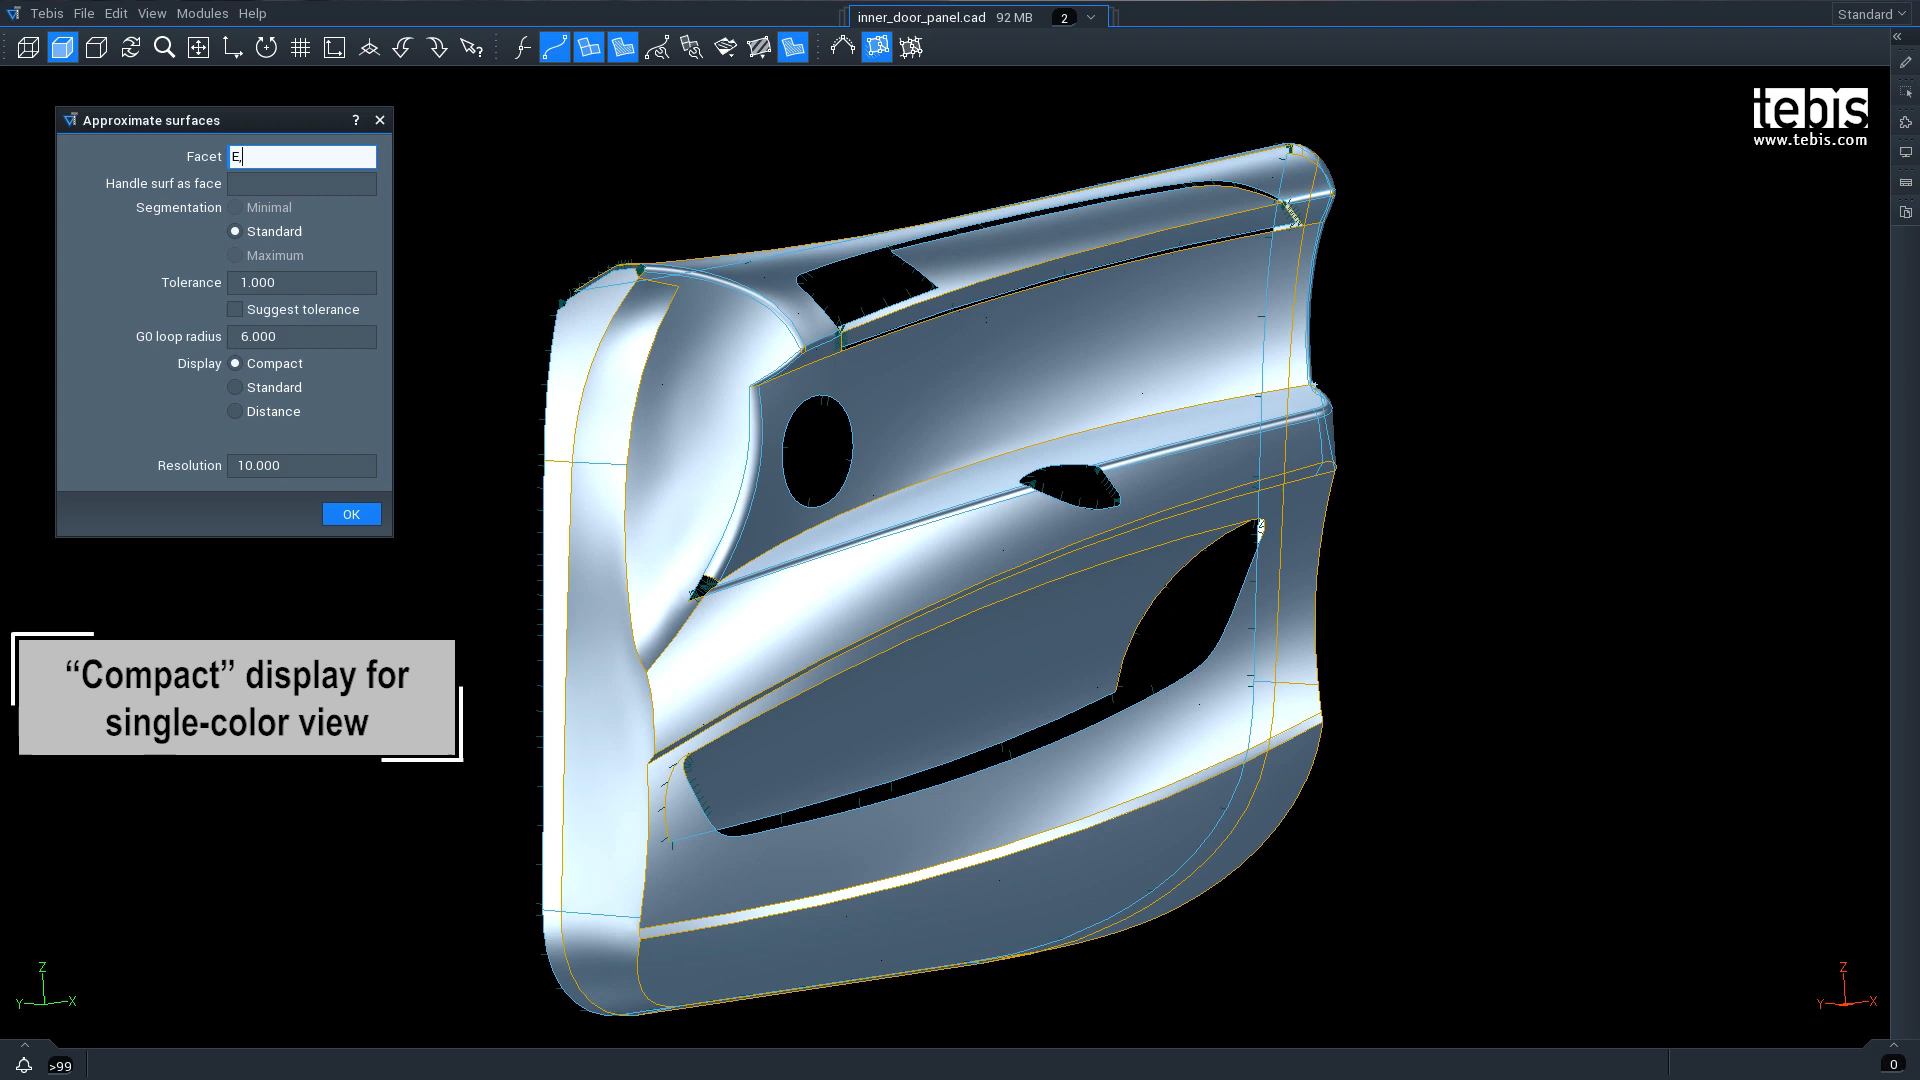 Tebis File Edit View Modules Help
inner_door_panel.cad 92 MB 2
Standard
Approximate surfaces ?
Facet E,
Handle surf as face
Segmentation Minimal
Standard
Maximum
Tolerance 1.000
Suggest tolerance
G0 loop radius 6.000
Display Compact
Standard
Distance
Resolution 10.000
OK
tebis
www.tebis.com
“Compact” display for
single-color view
Z
Y X
Z
Y X
>99
0